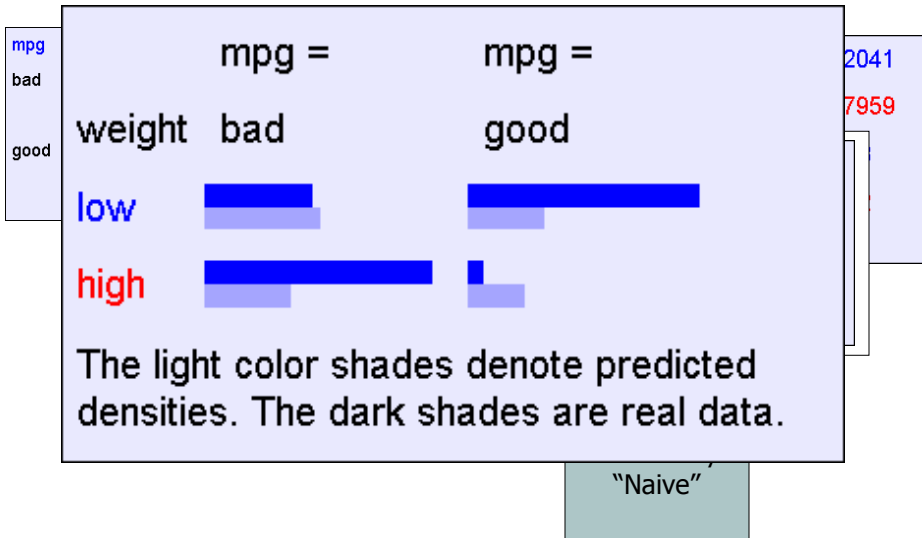 mpg
bad
good
mpg = mpg =
weight bad good
low
high
The light color shades denote predicted
densities. The dark shades are real data.
2041
7959
“Naive”